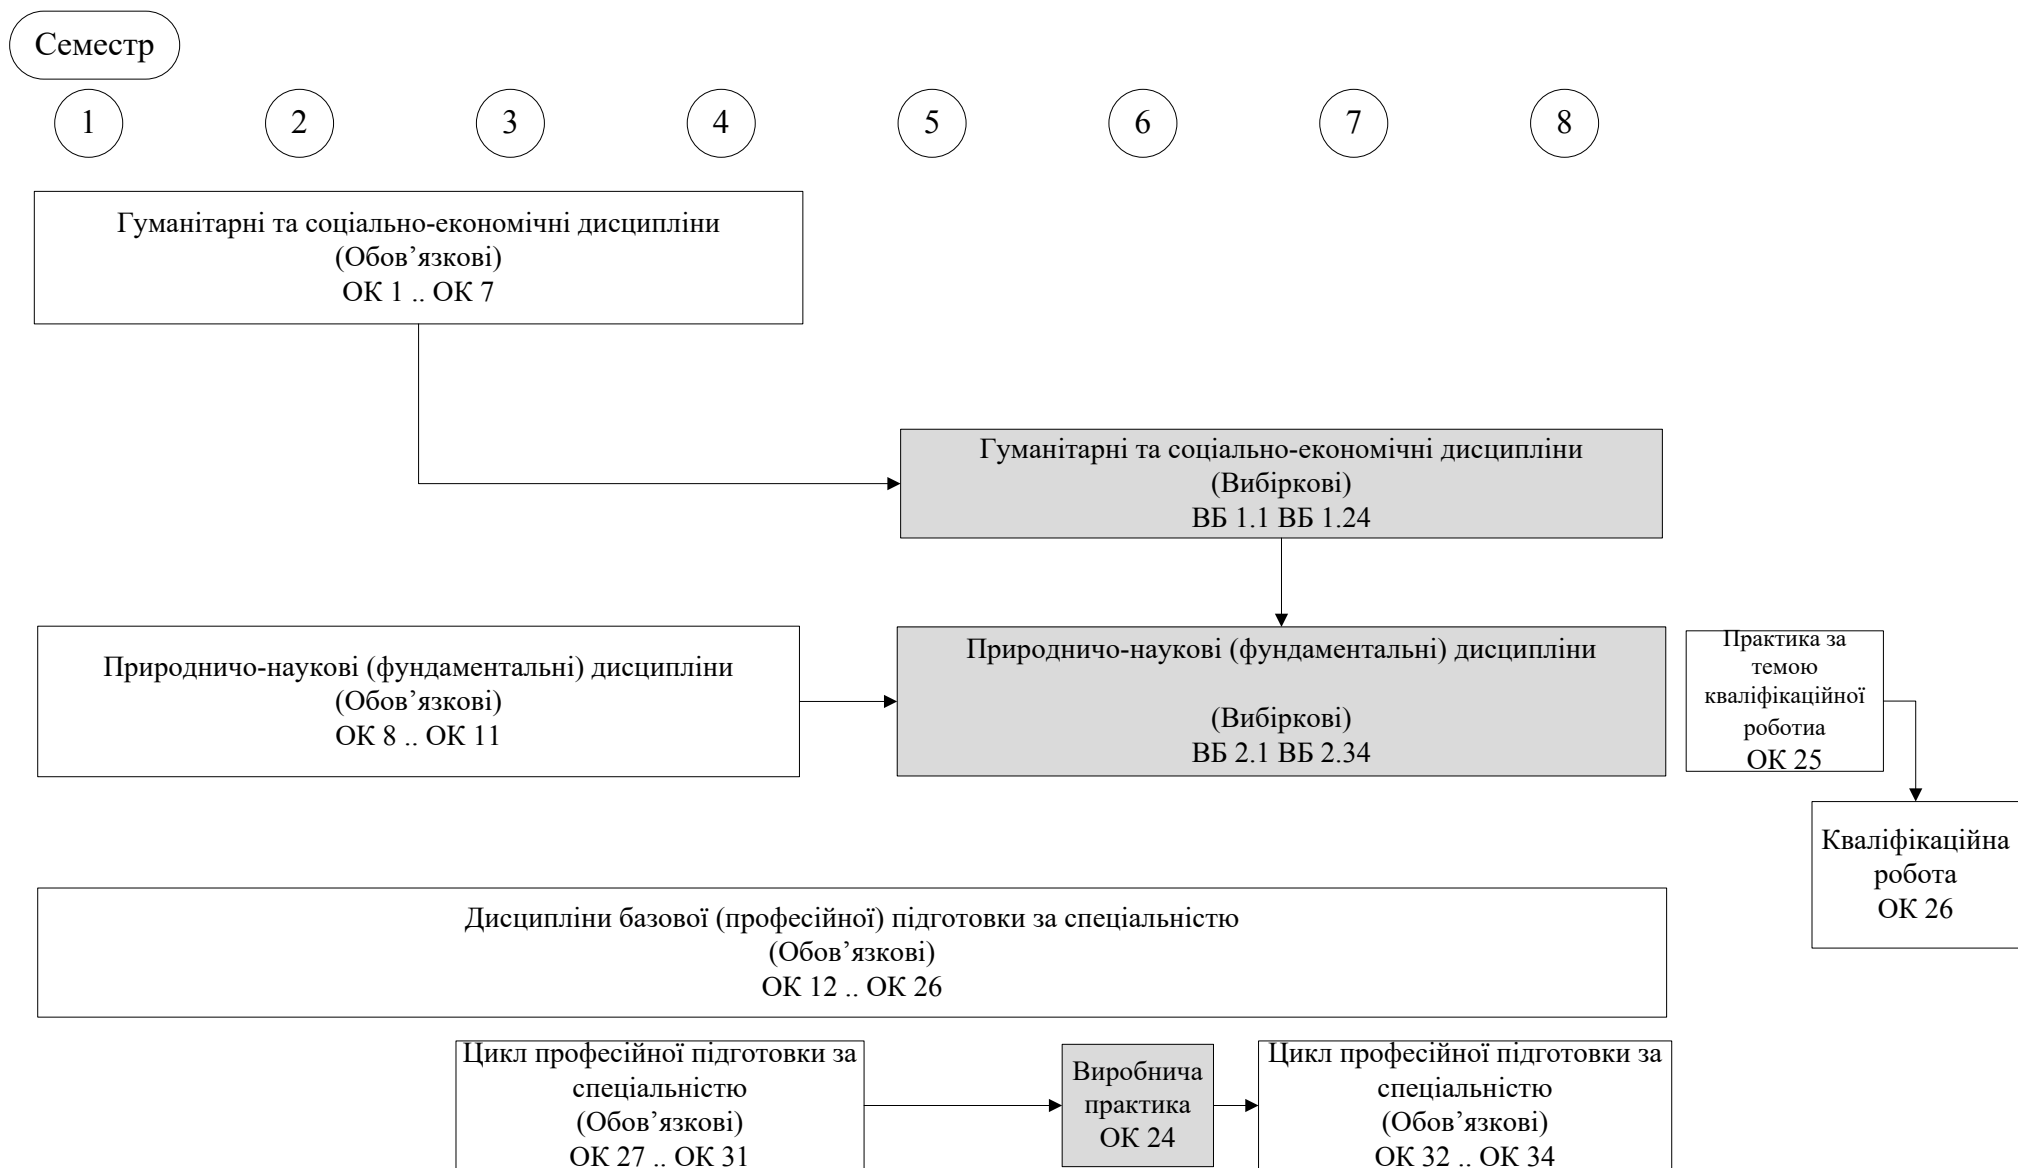 Семестр
1
2
3
4
5
6
7
8
Гуманітарні та соціально-економічні дисципліни
(Обов’язкові)
ОК 1 .. ОК 7
Гуманітарні та соціально-економічні дисципліни
(Вибіркові)
ВБ 1.1 ВБ 1.24
Природничо-наукові (фундаментальні) дисципліни
(Обов’язкові)
ОК 8 .. ОК 11
Природничо-наукові (фундаментальні) дисципліни
(Вибіркові)
ВБ 2.1 ВБ 2.34
Практика за
темою
кваліфікаційної
роботиа
ОК 25
Кваліфікаційна
робота
ОК 26
Дисципліни базової (професійної) підготовки за спеціальністю
(Обов’язкові)
ОК 12 .. ОК 26
Цикл професійної підготовки за
спеціальністю
(Обов’язкові)
ОК 27 .. ОК 31
Виробнича
практика
ОК 24
Цикл професійної підготовки за
спеціальністю
(Обов’язкові)
ОК 32 .. ОК 34